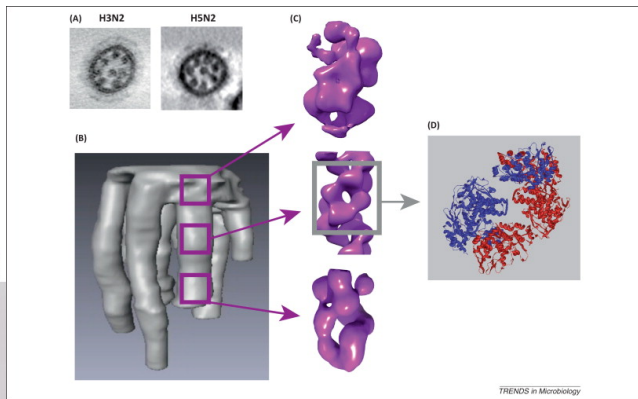 (A)
H3N2
H5N2
(C)
(B)
(D)
TRENDS in Microbiology